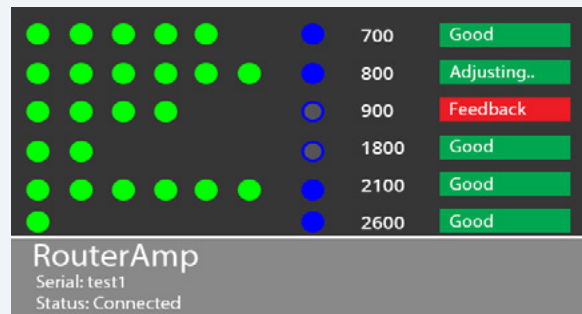 700 Good
800 Adjusting..
900 Feedback
1800 Good
2100 Good
2600 Good
RouterAmp
Serial: test1
Status: Connected